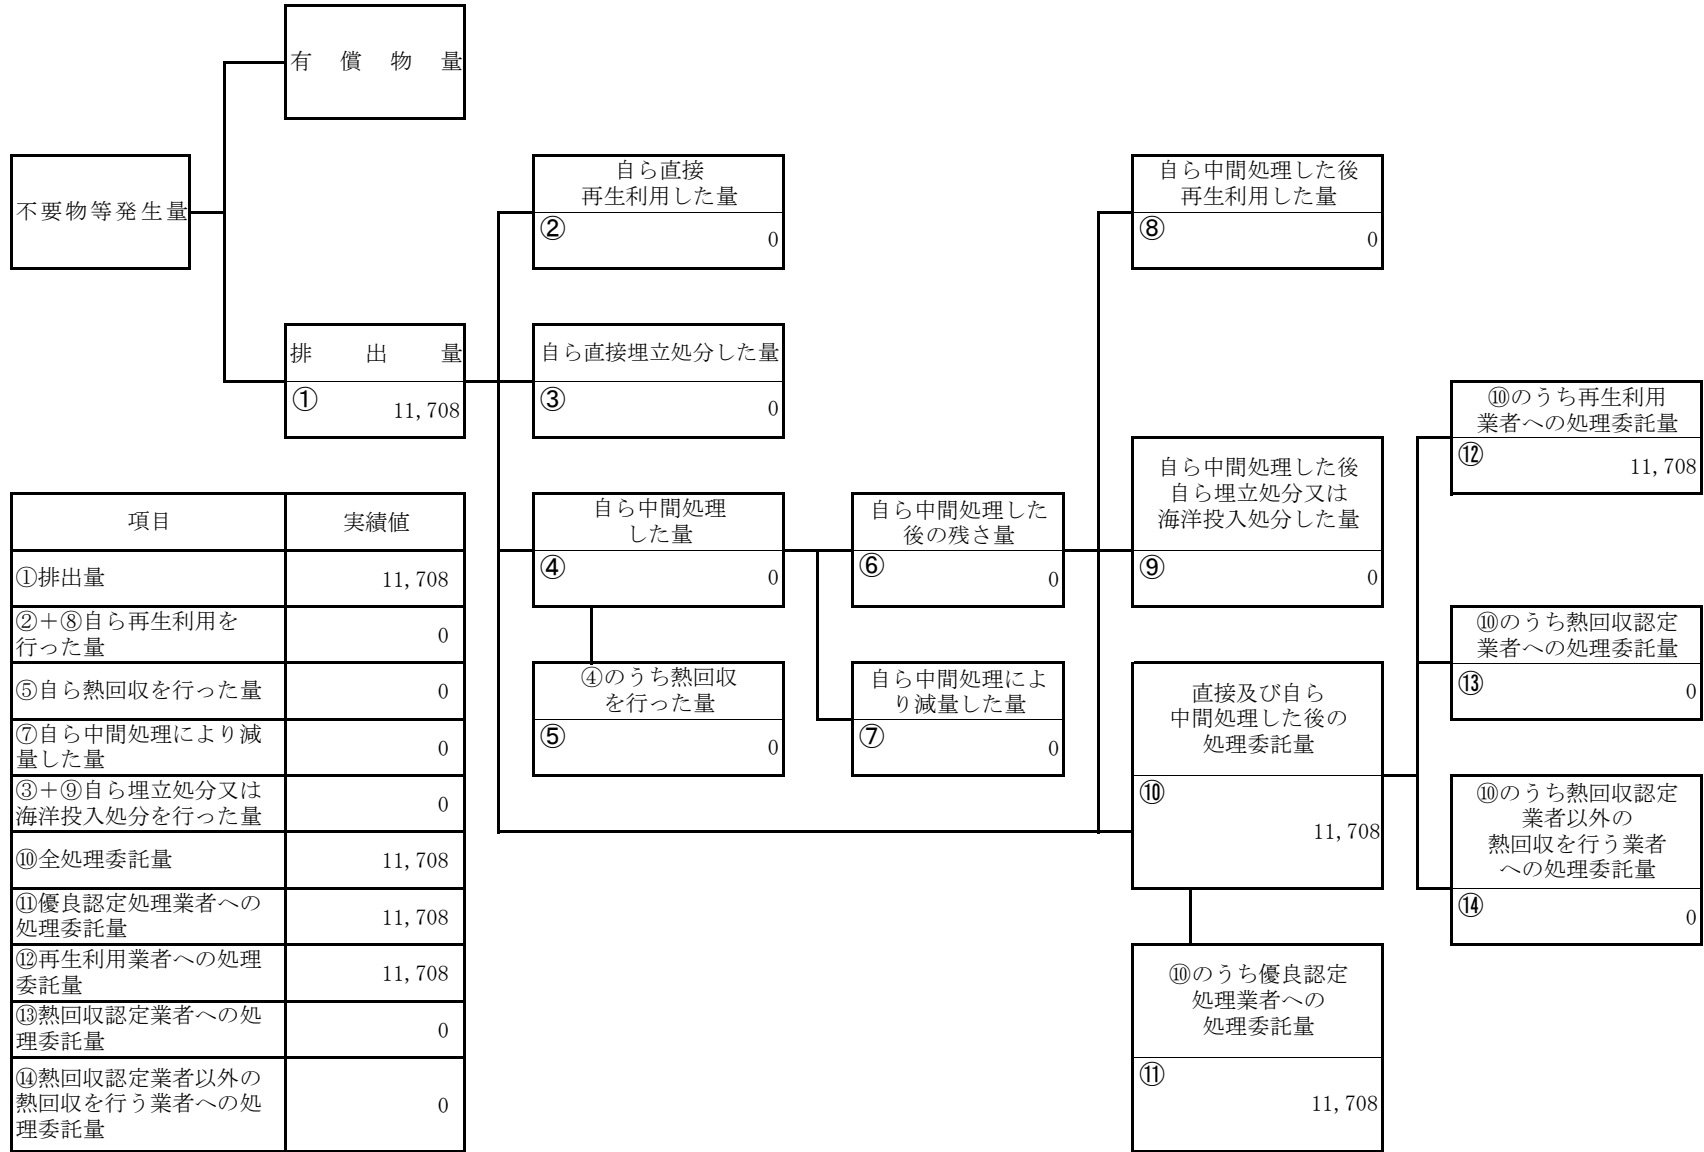 有償物量
不要物等発生量
自ら直接
再生利用した量
②
0
自ら中間処理した後
再生利用した量
⑧
0
排出量
①
11,708
自ら直接埋立処分した量
③
0
自ら中間処理
した量
④
0
自ら中間処理した
後の残さ量
⑥
0
自ら中間処理した後
自ら埋立処分又は
海洋投入処分した量
⑨
0
④のうち熱回収
を行った量
⑤
0
自ら中間処理によ
り減量した量
⑦
0
直接及び自ら
中間処理した後の
処理委託量
⑩
11,708
⑩のうち優良認定
処理業者への
処理委託量
⑪
11,708
⑩のうち再生利用
業者への処理委託量
⑫
11,708
⑩のうち熱回収認定
業者への処理委託量
⑬
0
⑩のうち熱回収認定
業者以外の
熱回収を行う業者
への処理委託量
⑭
0
項目 実績値
①排出量 11,708
②＋⑧自ら再生利用を
行った量
0
⑤自ら熱回収を行った量 0
⑦自ら中間処理により減
量した量
0
③＋⑨自ら埋立処分又は
海洋投入処分を行った量
0
⑩全処理委託量 11,708
⑪優良認定処理業者への
処理委託量
11,708
⑫再生利用業者への処理
委託量
11,708
⑬熱回収認定業者への処
理委託量
0
⑭熱回収認定業者以外の
熱回収を行う業者への処
理委託量
0